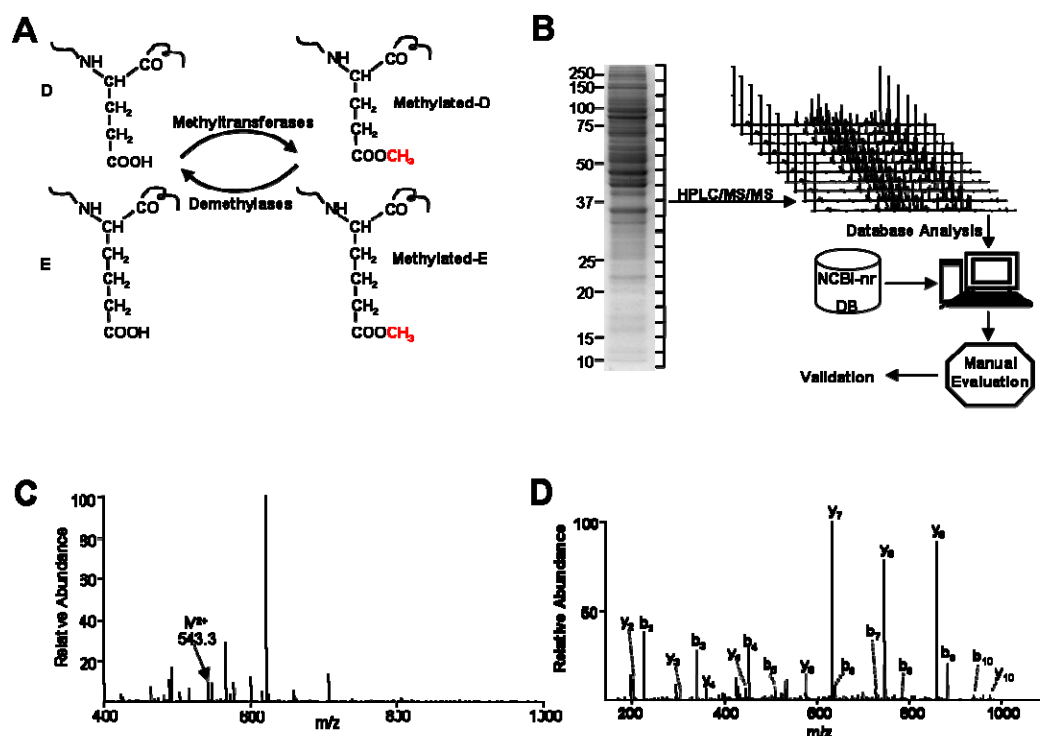 A
NH
CO
CH
D
CH₂
CH₂
COOH
NH
CO
CH
Methylated-D
CH₂
CH₂
COOCH₃
Methyltransferases
Demethylases
NH
CO
CH
CH₂
E
CH₂
CH₂
COOH
NH
CO
CH
Methylated-E
CH₂
CH₂
CH₂
COOCH₃
B
250
150
100
75
50
37
25
20
15
10
HPLC/MS/MS
Database Analysis
NCBI-nr
DB
Manual
Evaluation
Validation
C
Relative Abundance
100
80
60
40
20
M²⁺
543.3
400
600
800
1000
m/z
D
Relative Abundance
100
50
y₂
b₂
y₃
b₃
y₄
y₅
b₄
b₅
y₆
y₇
b₆
b₇
y₈
b₈
y₉
b₉
b₁₀
y₁₀
200
400
600
800
1000
m/z